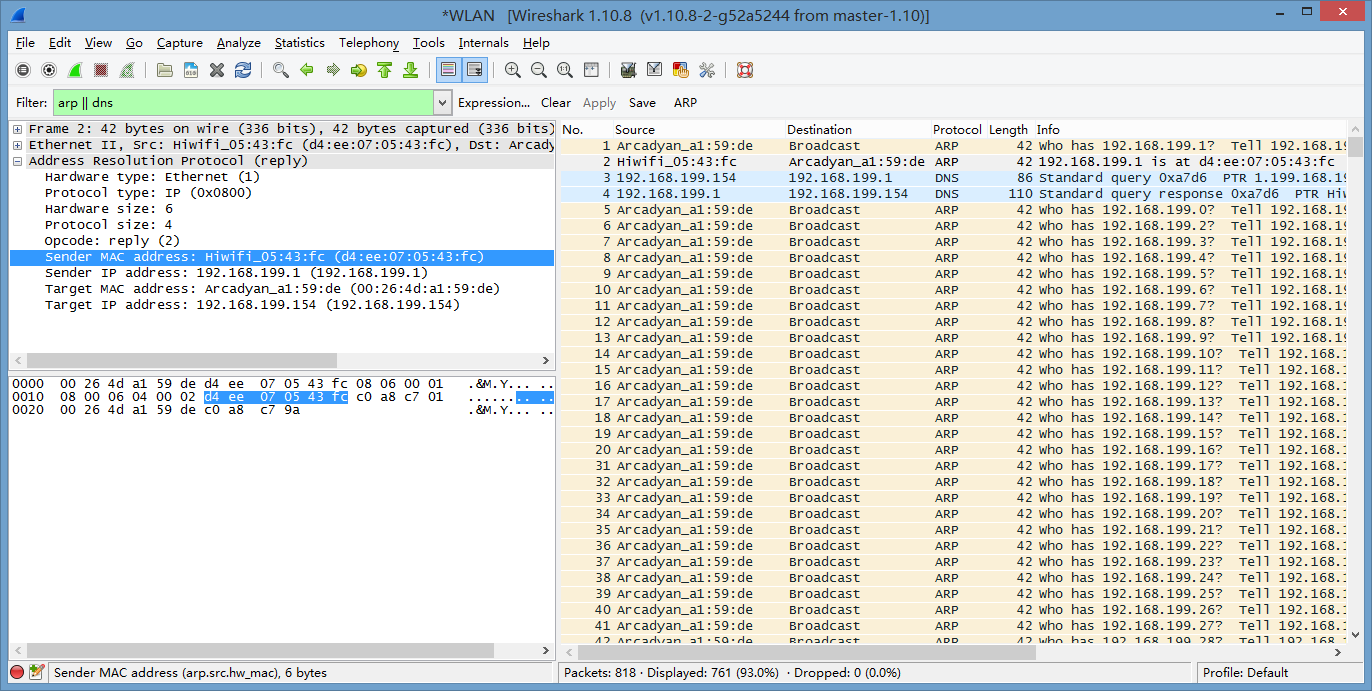 *WLAN [Wireshark 1.10.8 (v1.10.8-2-g52a5244 from master-1.10)]
File Edit View Go Capture Analyze Statistics Telephony Tools Internals Help
Filter: arp || dns Expression... Clear Apply Save ARP
Frame 2: 42 bytes on wire (336 bits), 42 bytes captured (336 bits)
Ethernet II, Src: Hiwifi_05:43:fc (d4:ee:07:05:43:fc), Dst: Arcady
Address Resolution Protocol (reply)
Hardware type: Ethernet (1)
Protocol type: IP (0x0800)
Hardware size: 6
Protocol size: 4
Opcode: reply (2)
Sender MAC address: Hiwifi_05:43:fc (d4:ee:07:05:43:fc)
Sender IP address: 192.168.199.1 (192.168.199.1)
Target MAC address: Arcadyan_a1:59:de (00:26:4d:a1:59:de)
Target IP address: 192.168.199.154 (192.168.199.154)
0000 00 26 4d a1 59 de d4 ee 07 05 43 fc 08 06 00 01 .&M.Y... ..
0010 08 00 06 04 00 02 d4 ee 07 05 43 fc c0 a8 c7 01 ........ ..
0020 00 26 4d a1 59 de c0 a8 c7 9a .&M.Y... ..
No. Source Destination Protocol Length Info
1 Arcadyan_a1:59:de Broadcast ARP 42 Who has 192.168.199.1? Tell 192.168.19
2 Hiwifi_05:43:fc Arcadyan_a1:59:de ARP 42 192.168.199.1 is at d4:ee:07:05:43:fc
3 192.168.199.154 192.168.199.1 DNS 86 Standard query 0xa7d6 PTR 1.199.168.19
4 192.168.199.1 192.168.199.154 DNS 110 Standard query response 0xa7d6 PTR Hiw
5 Arcadyan_a1:59:de Broadcast ARP 42 Who has 192.168.199.0? Tell 192.168.19
6 Arcadyan_a1:59:de Broadcast ARP 42 Who has 192.168.199.2? Tell 192.168.19
7 Arcadyan_a1:59:de Broadcast ARP 42 Who has 192.168.199.3? Tell 192.168.19
8 Arcadyan_a1:59:de Broadcast ARP 42 Who has 192.168.199.4? Tell 192.168.19
9 Arcadyan_a1:59:de Broadcast ARP 42 Who has 192.168.199.5? Tell 192.168.19
10 Arcadyan_a1:59:de Broadcast ARP 42 Who has 192.168.199.6? Tell 192.168.19
11 Arcadyan_a1:59:de Broadcast ARP 42 Who has 192.168.199.7? Tell 192.168.19
12 Arcadyan_a1:59:de Broadcast ARP 42 Who has 192.168.199.8? Tell 192.168.19
13 Arcadyan_a1:59:de Broadcast ARP 42 Who has 192.168.199.9? Tell 192.168.19
14 Arcadyan_a1:59:de Broadcast ARP 42 Who has 192.168.199.10? Tell 192.168.1
15 Arcadyan_a1:59:de Broadcast ARP 42 Who has 192.168.199.11? Tell 192.168.1
16 Arcadyan_a1:59:de Broadcast ARP 42 Who has 192.168.199.12? Tell 192.168.1
17 Arcadyan_a1:59:de Broadcast ARP 42 Who has 192.168.199.13? Tell 192.168.1
18 Arcadyan_a1:59:de Broadcast ARP 42 Who has 192.168.199.14? Tell 192.168.1
19 Arcadyan_a1:59:de Broadcast ARP 42 Who has 192.168.199.15? Tell 192.168.1
20 Arcadyan_a1:59:de Broadcast ARP 42 Who has 192.168.199.16? Tell 192.168.1
31 Arcadyan_a1:59:de Broadcast ARP 42 Who has 192.168.199.17? Tell 192.168.1
32 Arcadyan_a1:59:de Broadcast ARP 42 Who has 192.168.199.18? Tell 192.168.1
33 Arcadyan_a1:59:de Broadcast ARP 42 Who has 192.168.199.19? Tell 192.168.1
34 Arcadyan_a1:59:de Broadcast ARP 42 Who has 192.168.199.20? Tell 192.168.1
35 Arcadyan_a1:59:de Broadcast ARP 42 Who has 192.168.199.21? Tell 192.168.1
36 Arcadyan_a1:59:de Broadcast ARP 42 Who has 192.168.199.22? Tell 192.168.1
37 Arcadyan_a1:59:de Broadcast ARP 42 Who has 192.168.199.23? Tell 192.168.1
38 Arcadyan_a1:59:de Broadcast ARP 42 Who has 192.168.199.24? Tell 192.168.1
39 Arcadyan_a1:59:de Broadcast ARP 42 Who has 192.168.199.25? Tell 192.168.1
40 Arcadyan_a1:59:de Broadcast ARP 42 Who has 192.168.199.26? Tell 192.168.1
41 Arcadyan_a1:59:de Broadcast ARP 42 Who has 192.168.199.27? Tell 192.168.1
42 Arcadyan_a1:59:de Broadcast ARP 42 Who has 192.168.199.28? Tell 192.168.1
Sender MAC address (arp.src.hw_mac), 6 bytes
Packets: 818 · Displayed: 761 (93.0%) · Dropped: 0 (0.0%)
Profile: Default